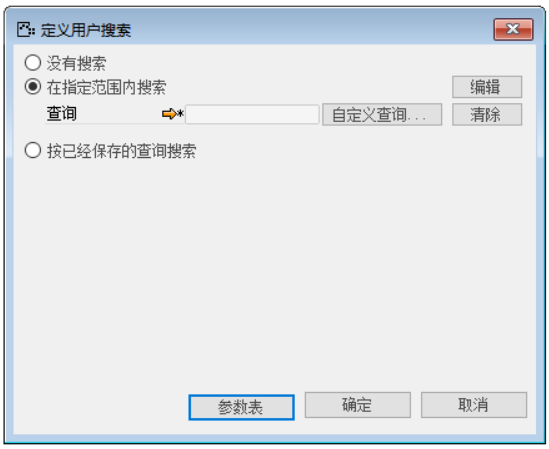 定义用户搜索
没有搜索
在指定范围内搜索 编辑
查询 * 自定义查询... 清除
按已经保存的查询搜索
参数表 确定 取消